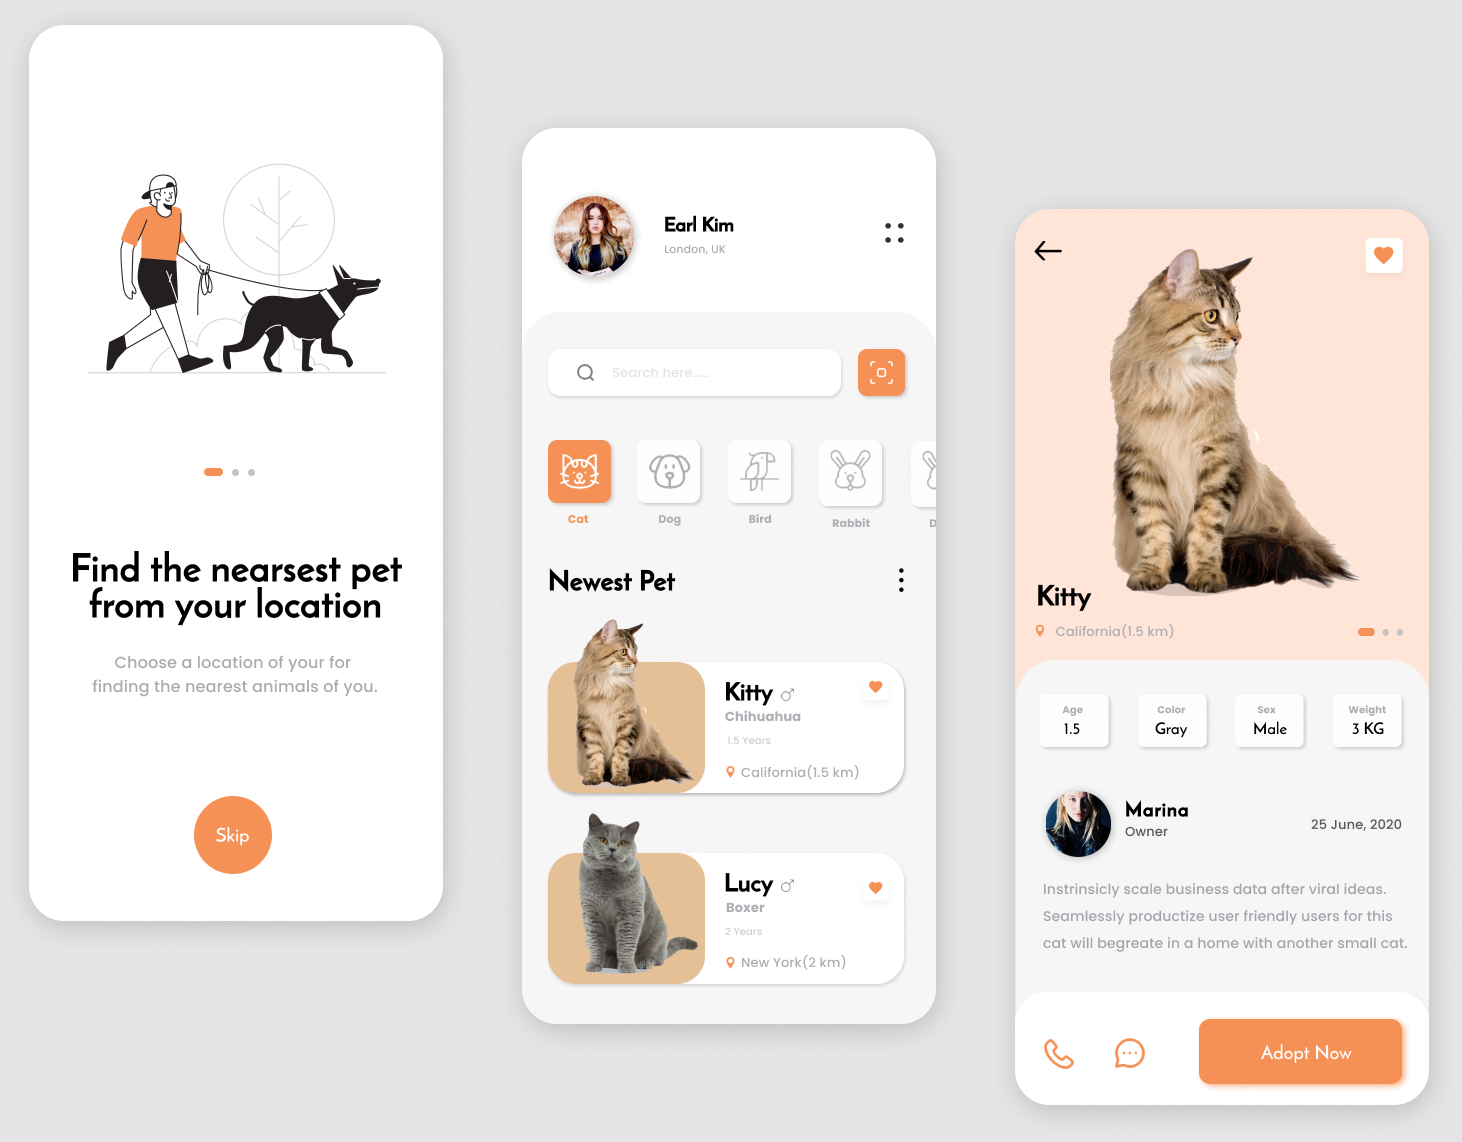 Find the nearsest pet
from your location
Choose a location of your for
finding the nearest animals of you.
Skip
Earl Kim
London, UK
Search here.....
Cat
Dog
Bird
Rabbit
D
Newest Pet
Kitty
Chihuahua
1.5 Years
California(1.5 km)
Lucy
Boxer
2 Years
New York(2 km)
Kitty
California(1.5 km)
Age
1.5
Color
Gray
Sex
Male
Weight
3 KG
Marina
Owner
25 June, 2020
Instrinsicly scale business data after viral ideas.
Seamlessly productize user friendly users for this
cat will begreate in a home with another small cat.
Adopt Now